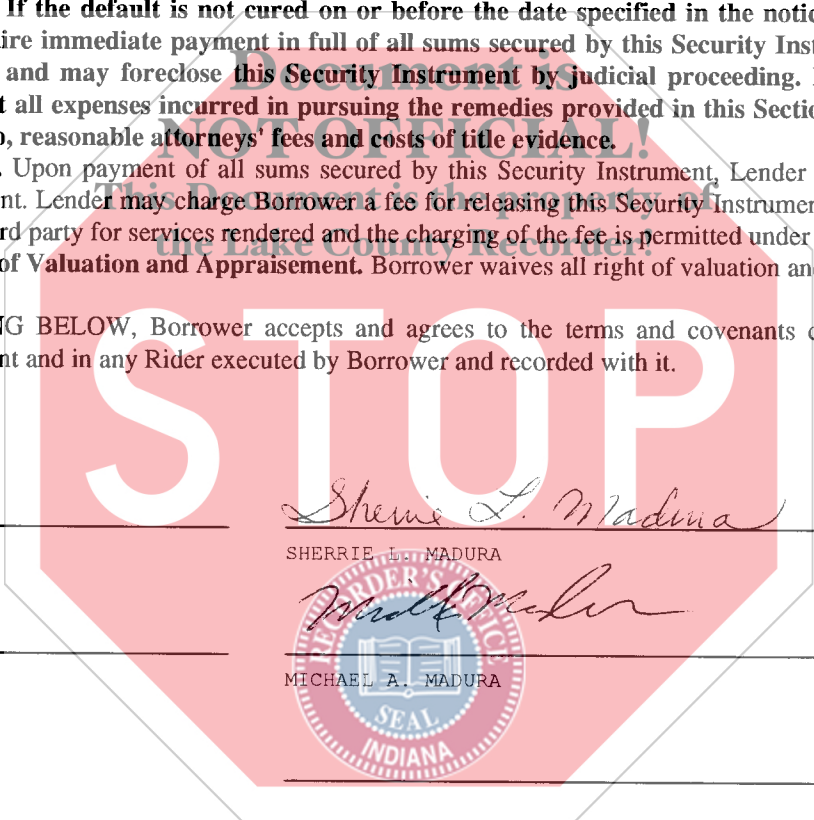 If the default is not cured on or before the date specified in the notic
ire immediate payment in full of all sums secured by this Security Inst
and may foreclose this Security Instrument by judicial proceeding.
t all expenses incurred in pursuing the remedies provided in this Sectio
o, reasonable attorneys' fees and costs of title evidence.
. Upon payment of all sums secured by this Security Instrument, Lender
nt. Lender may charge Borrower a fee for releasing this Security Instrumen
rd party for services rendered and the charging of the fee is permitted under
of Valuation and Appraisement. Borrower waives all right of valuation an
Document is
NOT OFFICIAL!
This Document is the property of
the Lake County Recorder!
NG BELOW, Borrower accepts and agrees to the terms and covenants c
nt and in any Rider executed by Borrower and recorded with it.
STOP
Sherrie L. Madura
SHERRIE L. MADURA
MICHAEL A. MADURA
RECORDER'S OFFICE
SEAL
INDIANA